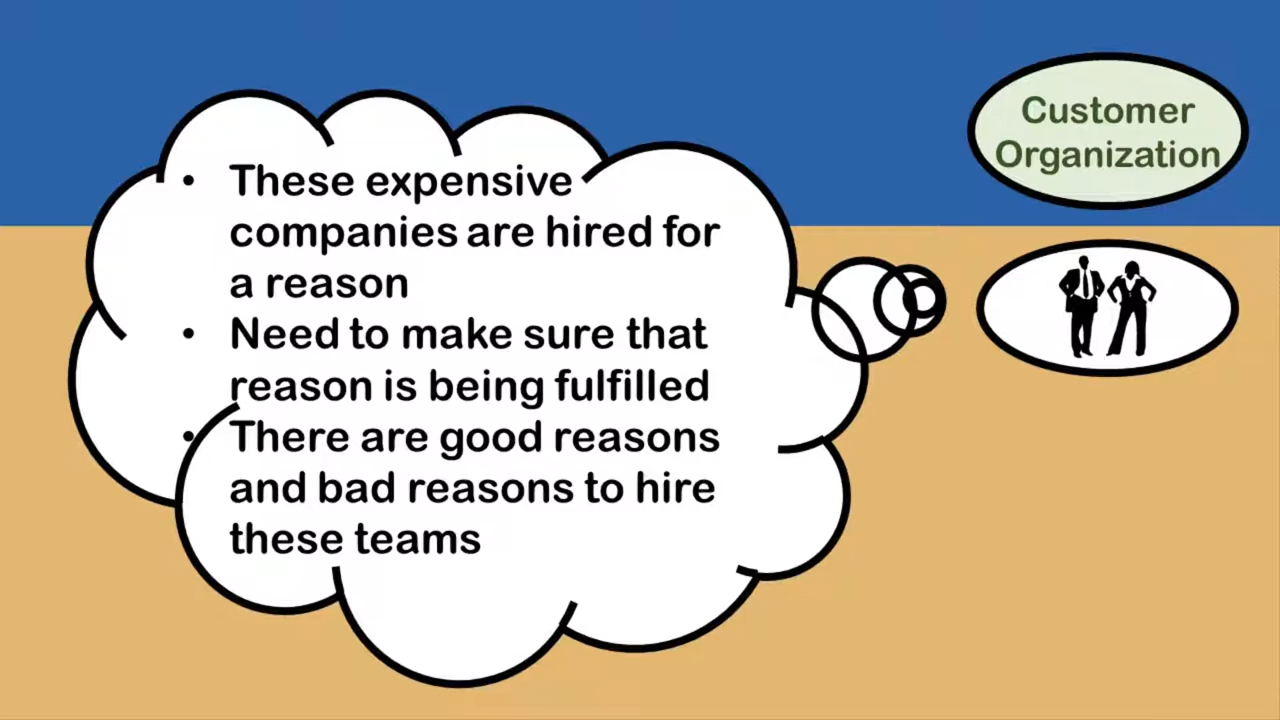 • These expensive
companies are hired for
a reason
• Need to make sure that
reason is being fulfilled
• There are good reasons
and bad reasons to hire
these teams
Customer
Organization